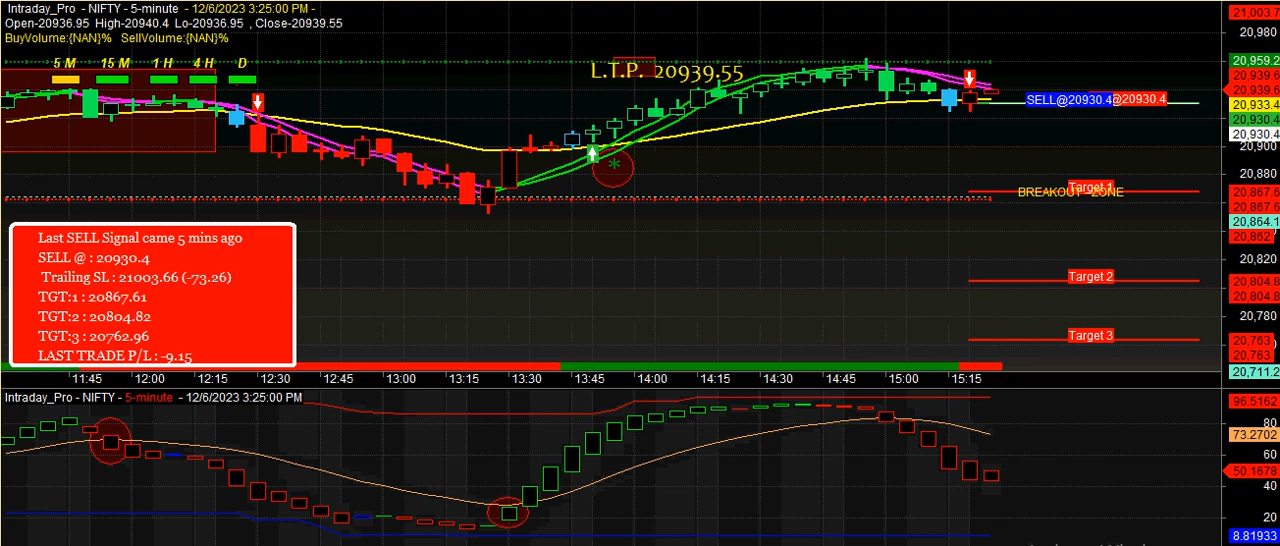 Intraday_Pro - NIFTY - 5-minute - 12/6/2023 3:25:00 PM -
Open-20936.95 High-20940.4 Lo-20936.95 , Close-20939.55
BuyVolume:{NAN}% SellVolume:{NAN}%
5 M 15 M 1 H 4 H D
L.T.P. 20939.55
SELL@20930.4 @20930.4
Target 1
BREAKOUT ZONE
Target 2
Target 3
Last SELL Signal came 5 mins ago
SELL @ : 20930.4
Trailing SL : 21003.66 (-73.26)
TGT:1 : 20867.61
TGT:2 : 20804.82
TGT:3 : 20762.96
LAST TRADE P/L : -9.15
21,003.7
20,980
20,959.2
20,939.6
20,939.6
20,933.4
20,930.4
20,930.4
20,900
20,880
20,867.6
20,867.6
20,864.1
20,862
20,820
20,804.8
20,804.8
20,780
20,763
20,763
20,711.2
11:45 12:00 12:15 12:30 12:45 13:00 13:15 13:30 13:45 14:00 14:15 14:30 14:45 15:00 15:15
Intraday_Pro - NIFTY - 5-minute - 12/6/2023 3:25:00 PM
96.5162
80
73.2702
60
50.1678
40
20
8.81933